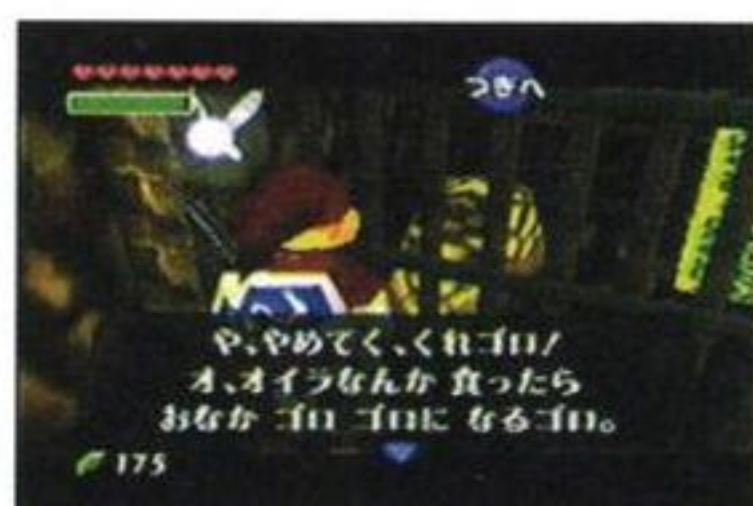 つぎへ
や、やめてく、くれゴロ!
オ、オイラなんか 食ったら
おなか ゴロ ゴロに なるゴロ。
175